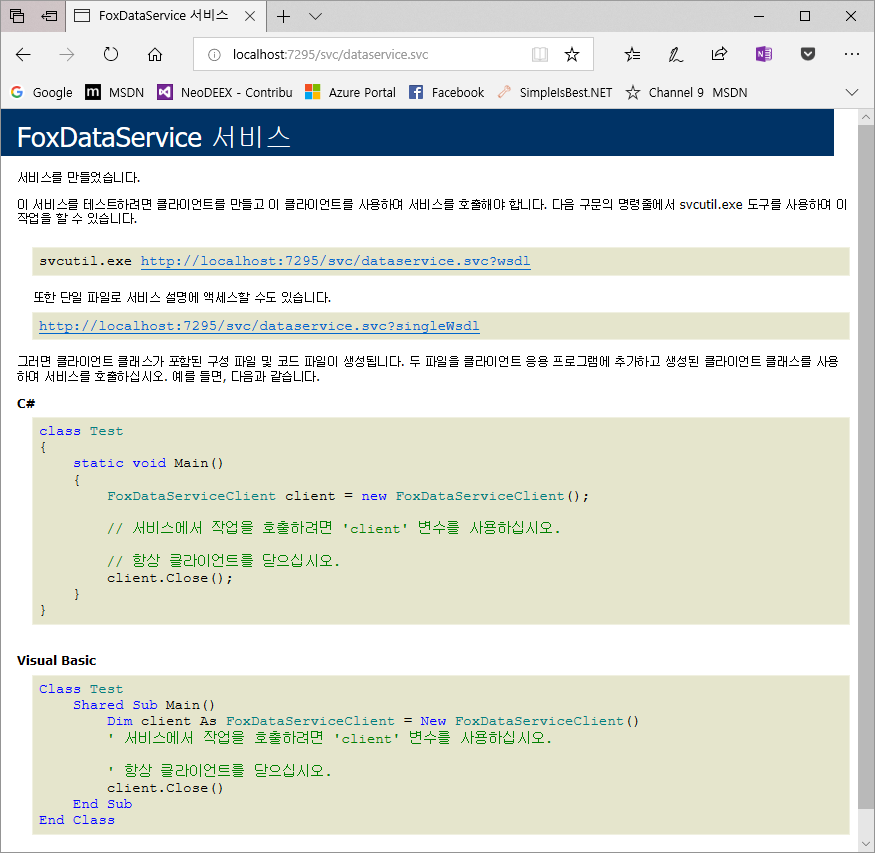 FoxDataService 서비스
localhost:7295/svc/dataservice.svc
Google MSDN NeoDEEX - Contribu Azure Portal Facebook SimpleIsBest.NET Channel 9 MSDN
FoxDataService 서비스
서비스를 만들었습니다.
이 서비스를 테스트하려면 클라이언트를 만들고 이 클라이언트를 사용하여 서비스를 호출해야 합니다. 다음 구문의 명령줄에서 svcutil.exe 도구를 사용하여 이
작업을 할 수 있습니다.
svcutil.exe http://localhost:7295/svc/dataservice.svc?wsdl
또한 단일 파일로 서비스 설명에 액세스할 수도 있습니다.
http://localhost:7295/svc/dataservice.svc?singleWsdl
그러면 클라이언트 클래스가 포함된 구성 파일 및 코드 파일이 생성됩니다. 두 파일을 클라이언트 응용 프로그램에 추가하고 생성된 클라이언트 클래스를 사용
하여 서비스를 호출하십시오. 예를 들면, 다음과 같습니다.
C#
class Test
{
static void Main()
{
FoxDataServiceClient client = new FoxDataServiceClient();
// 서비스에서 작업을 호출하려면 'client' 변수를 사용하십시오.
// 항상 클라이언트를 닫으십시오.
client.Close();
}
}
Visual Basic
Class Test
Shared Sub Main()
Dim client As FoxDataServiceClient = New FoxDataServiceClient()
' 서비스에서 작업을 호출하려면 'client' 변수를 사용하십시오.
' 항상 클라이언트를 닫으십시오.
client.Close()
End Sub
End Class